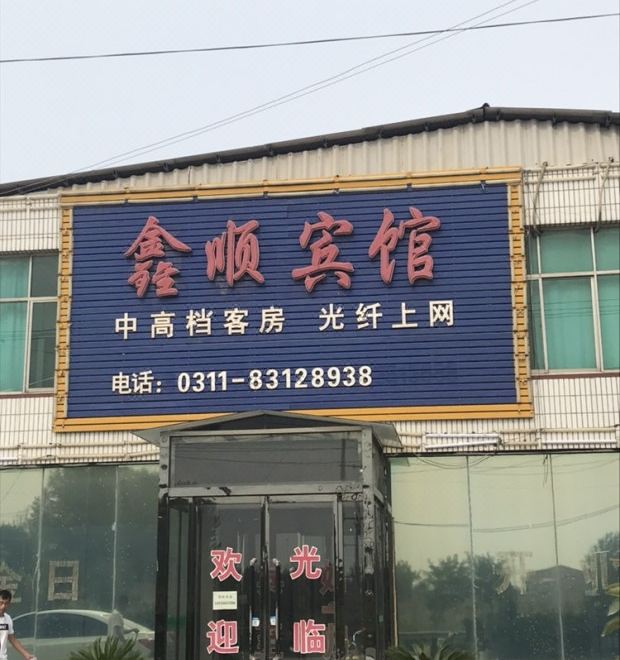 鑫顺宾馆
中高档客房 光纤上网
电话：0311-83128938
欢迎
光临